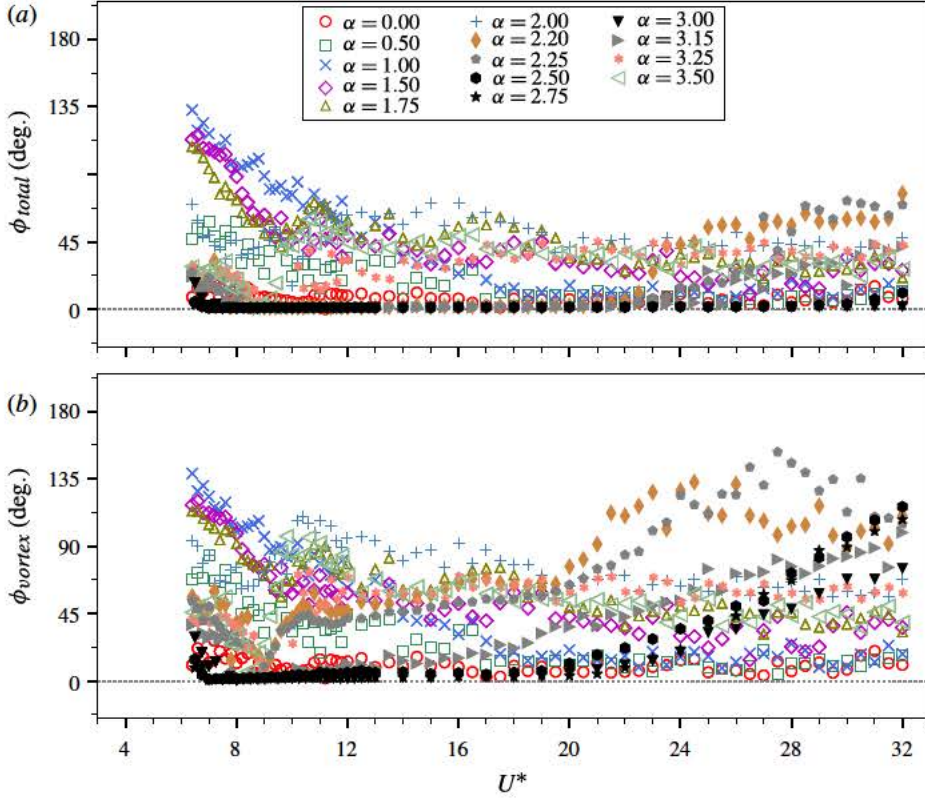 (a)
180
135
45
0
ϕtotal (deg.)
α = 0.00
α = 0.50
α = 1.00
α = 1.50
α = 1.75
α = 2.00
α = 2.20
α = 2.25
α = 2.50
α = 2.75
α = 3.00
α = 3.15
α = 3.25
α = 3.50
(b)
180
135
90
45
0
ϕvortex (deg.)
4 8 12 16 20 24 28 32
U*